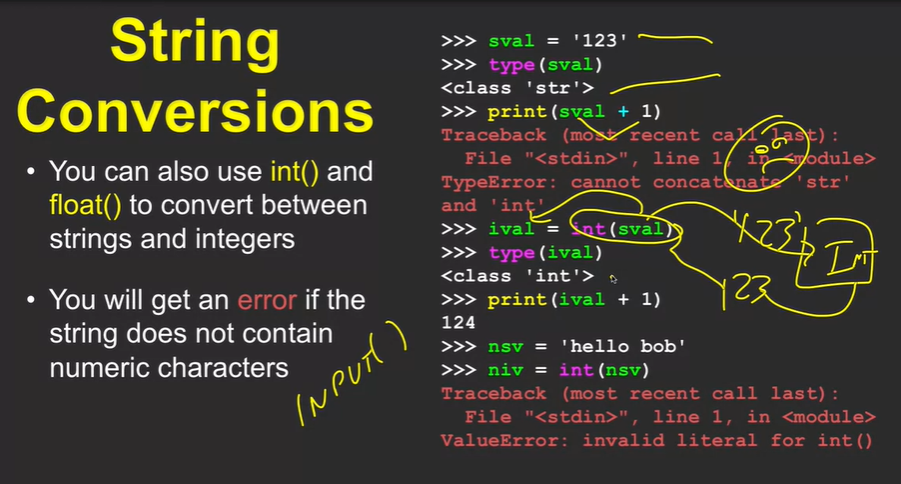 String
Conversions
• You can also use int() and
float() to convert between
strings and integers
• You will get an error if the
string does not contain
numeric characters
INPUT()
>>> sval = '123'
>>> type(sval)
<class 'str'>
>>> print(sval + 1)
Traceback (most recent call last):
File "<stdin>", line 1, in <module>
TypeError: cannot concatenate 'str'
and 'int'
>>> ival = int(sval)
>>> type(ival)
<class 'int'>
>>> print(ival + 1)
124
>>> nsv = 'hello bob'
>>> niv = int(nsv)
Traceback (most recent call last):
File "<stdin>", line 1, in <module>
ValueError: invalid literal for int()
'123'
INT
123